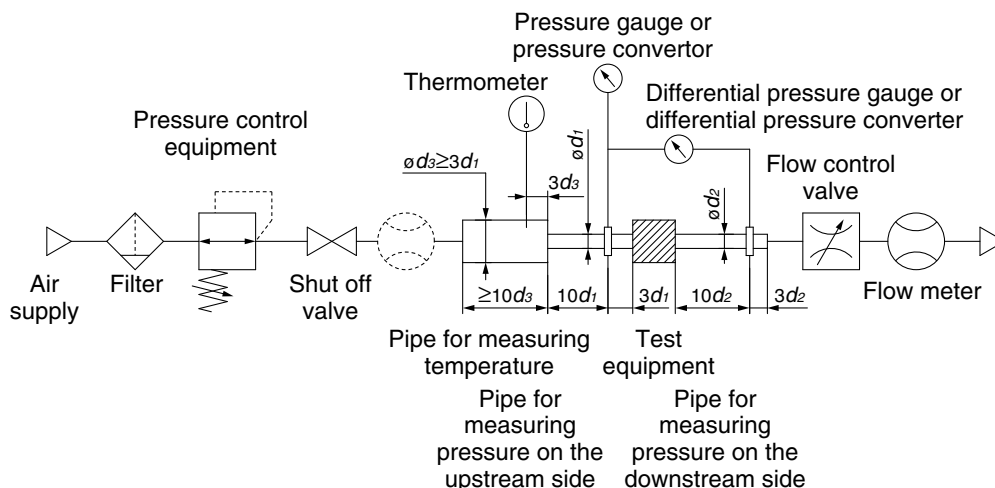 Pressure gauge or
pressure convertor
Thermometer
Differential pressure gauge or
differential pressure converter
Pressure control
equipment
ød₃≥3d₁
3d₃
ød₁
ød₂
Flow control
valve
Air
supply
Filter
Shut off
valve
≥10d₃
10d₁
3d₁
10d₂
3d₂
Flow meter
Pipe for measuring
temperature
Test
equipment
Pipe for
measuring
pressure on the
upstream side
Pipe for
measuring
pressure on the
downstream side